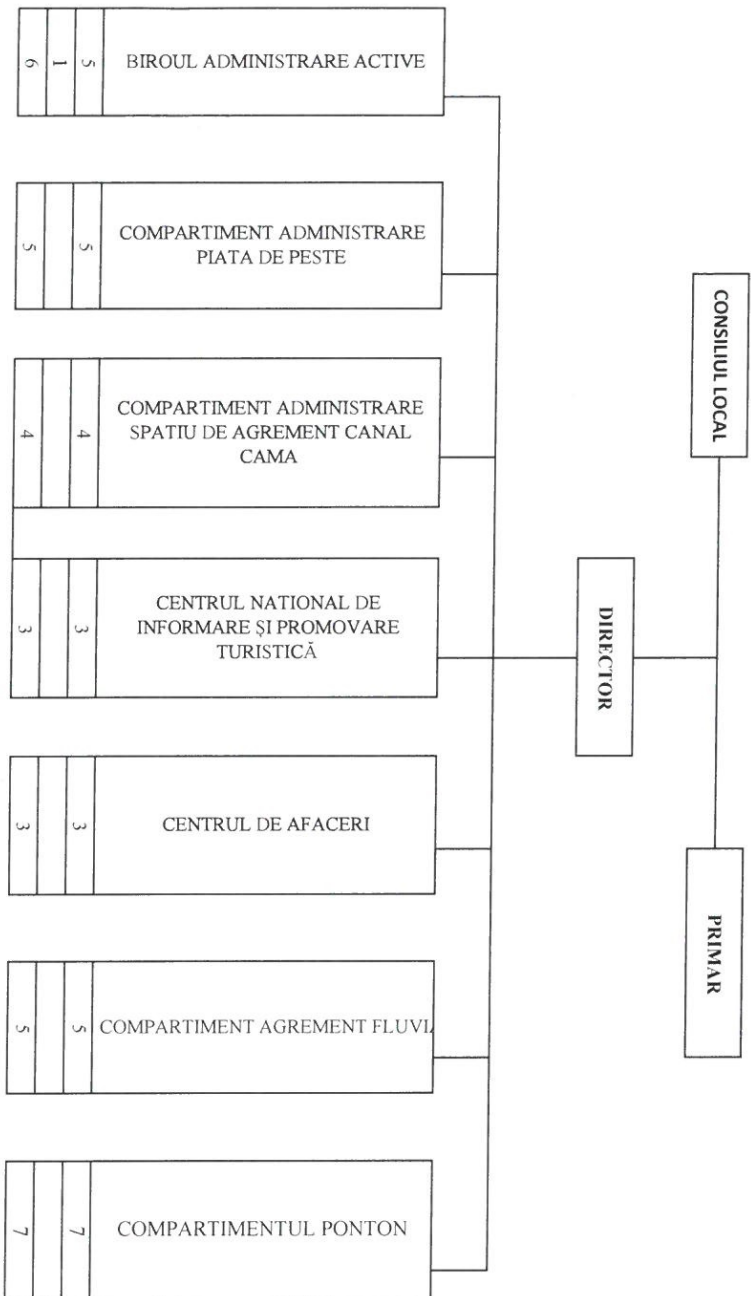 CONSILIUL LOCAL
PRIMAR
DIRECTOR
BIROUL ADMINISTRARE ACTIVE
5
1
6
COMPARTIMENT ADMINISTRARE
PIATA DE PESTE
5
5
COMPARTIMENT ADMINISTRARE
SPATIU DE AGREMENT CANAL
CAMA
4
4
CENTRUL NATIONAL DE
INFORMARE ȘI PROMOVARE
TURISTICĂ
3
3
CENTRUL DE AFACERI
3
3
COMPARTIMENT AGREMENT FLUVIA
5
5
COMPARTIMENTUL PONTON
7
7